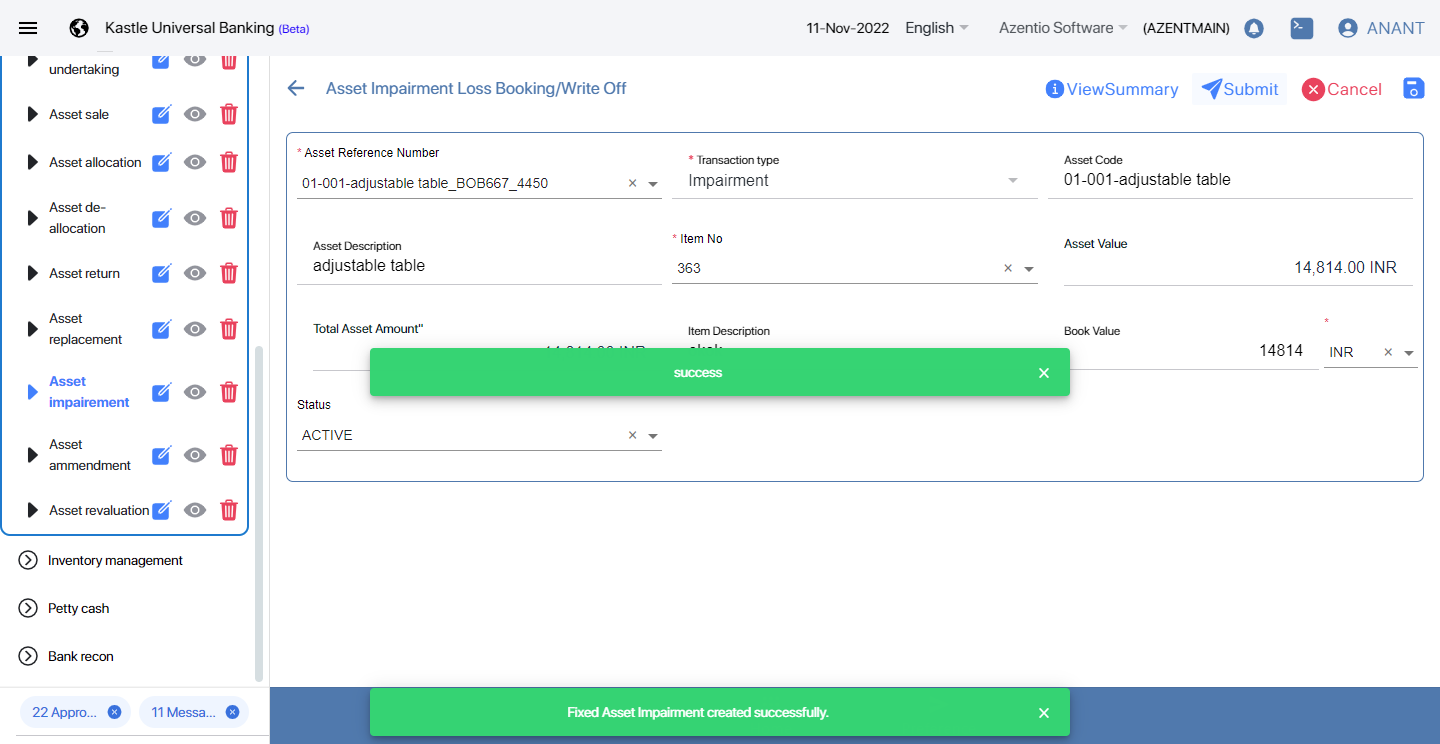 Kastle Universal Banking (Beta)
11-Nov-2022
English
Azentio Software
(AZENTMAIN)
ANANT
undertaking
Asset sale
Asset allocation
Asset de-
allocation
Asset return
Asset
replacement
Asset
impairement
Asset
ammendment
Asset revaluation
Inventory management
Petty cash
Bank recon
22 Appro...
11 Messa...
Asset Impairment Loss Booking/Write Off
ViewSummary
Submit
Cancel
* Asset Reference Number
01-001-adjustable table_BOB667_4450
* Transaction type
Impairment
Asset Code
01-001-adjustable table
Asset Description
adjustable table
* Item No
363
Asset Value
14,814.00 INR
Total Asset Amount"
Item Description
Book Value
14814
*
INR
success
Status
ACTIVE
Fixed Asset Impairment created successfully.